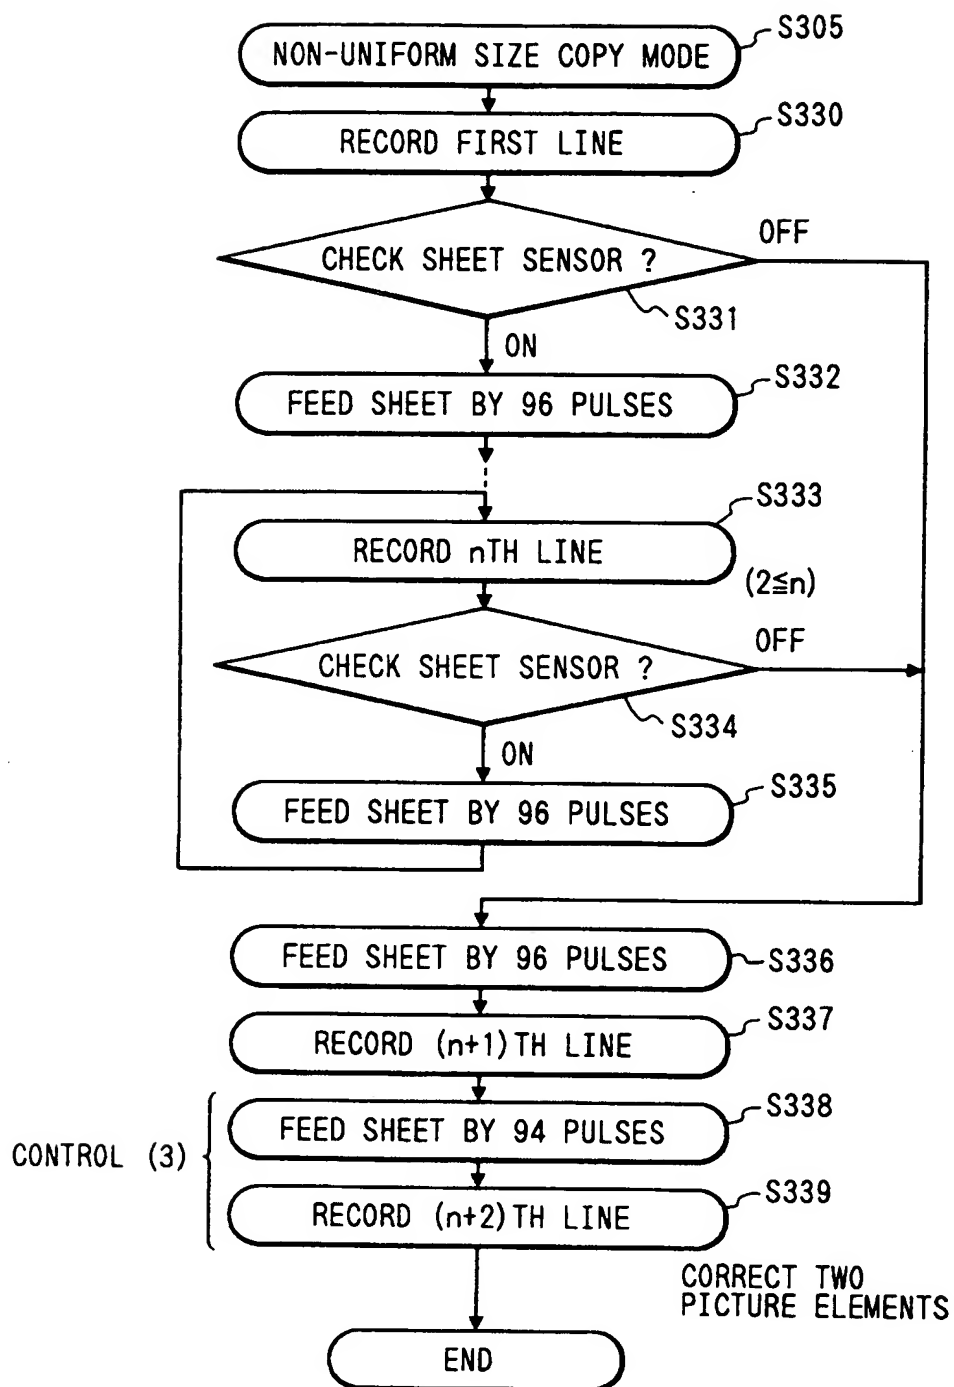 S305
NON-UNIFORM SIZE COPY MODE
S330
RECORD FIRST LINE
OFF
CHECK SHEET SENSOR ?
S331
ON
S332
FEED SHEET BY 96 PULSES
S333
RECORD nTH LINE
(2≦n)
OFF
CHECK SHEET SENSOR ?
S334
ON
S335
FEED SHEET BY 96 PULSES
FEED SHEET BY 96 PULSES
S336
S337
RECORD (n+1)TH LINE
S338
FEED SHEET BY 94 PULSES
CONTROL (3)
S339
RECORD (n+2)TH LINE
CORRECT TWO
PICTURE ELEMENTS
END